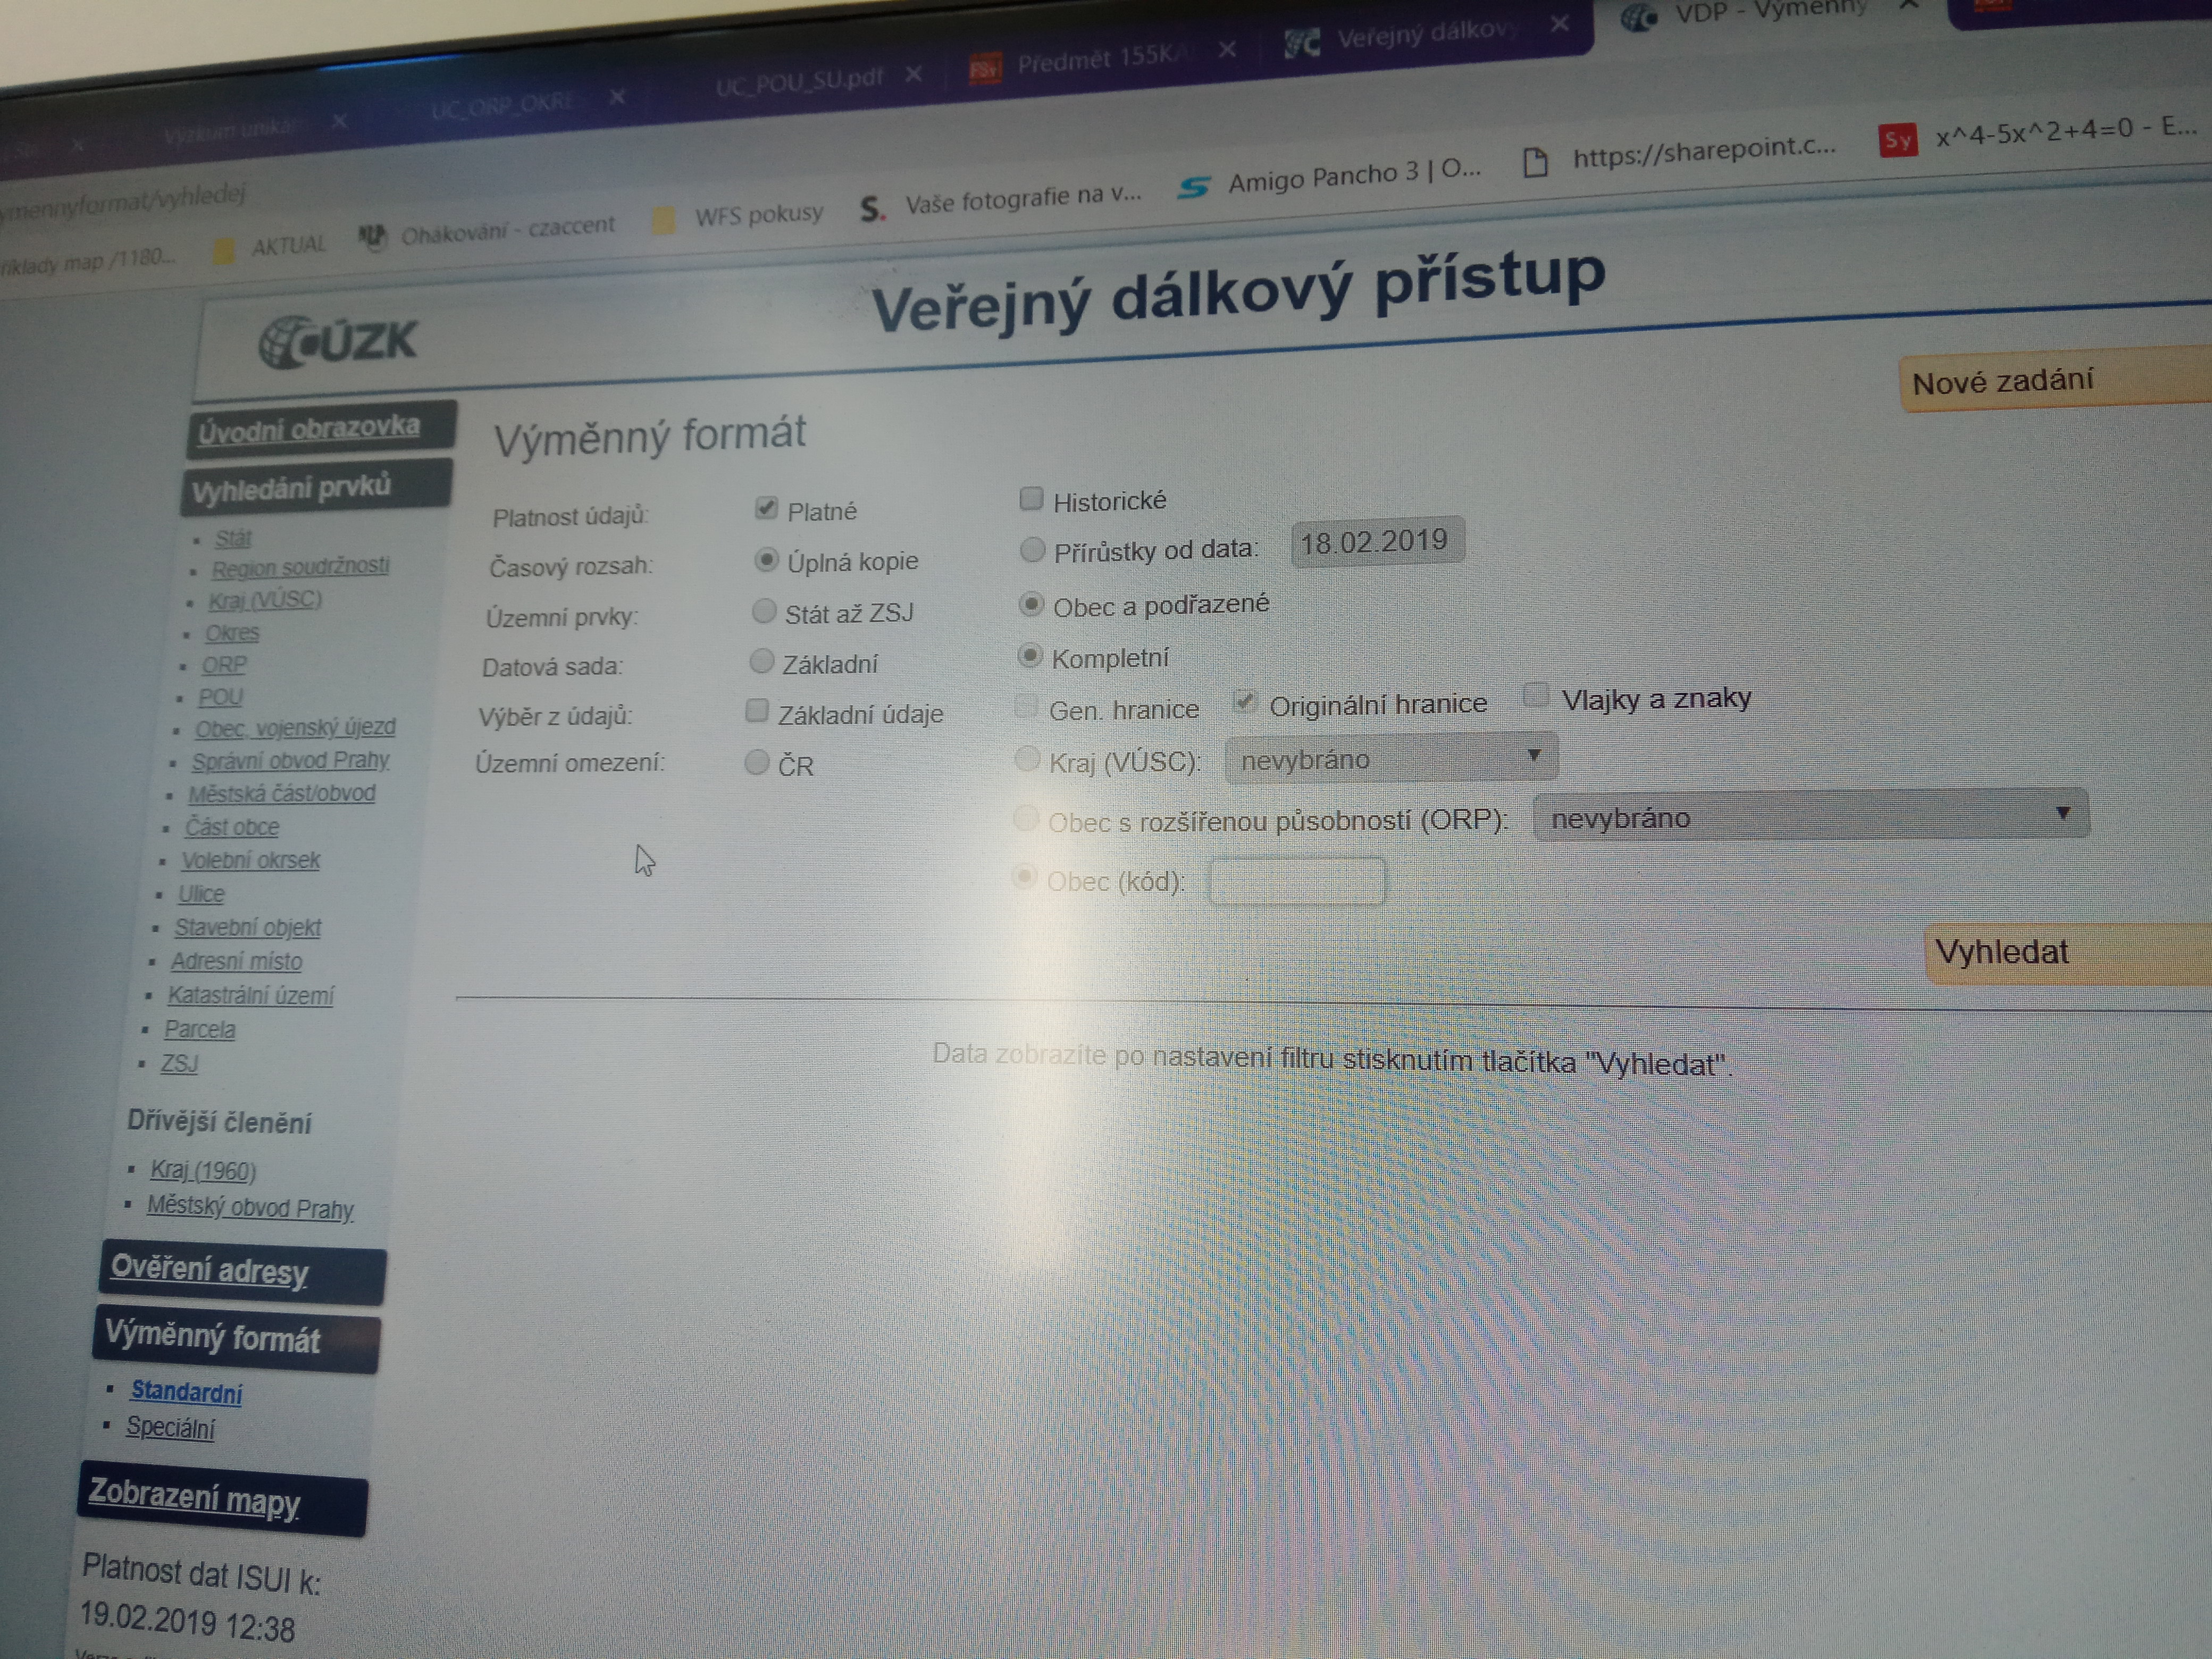 UC_ORP_OKRE
UC_POU_SU.pdf
Předmět 155KA
Veřejný dálkov
VDP - Výměnný
ymennyformat/vyhledej
říklady map /1180...
AKTUAL
Ohákování - czaccent
WFS pokusy
S.
Vaše fotografie na v...
Amigo Pancho 3 | O...
https://sharepoint.c...
Sy
x^4-5x^2+4=0 - E...
ČÚZK
Veřejný dálkový přístup
Nové zadání
Úvodní obrazovka
Vyhledání prvků
Stát
Region soudržnosti
Kraj (VÚSC)
Okres
ORP
POU
Obec, vojenský újezd
Správní obvod Prahy
Městská část/obvod
Část obce
Volební okrsek
Ulice
Stavební objekt
Adresní místo
Katastrální území
Parcela
ZSJ
Dřívější členění
Kraj (1960)
Městský obvod Prahy
Ověření adresy
Výměnný formát
Standardní
Speciální
Zobrazení mapy
Platnost dat ISUI k:
19.02.2019 12:38
Výměnný formát
Platnost údajů: Platné Historické
Časový rozsah: Úplná kopie Přírůstky od data: 18.02.2019
Územní prvky: Stát až ZSJ Obec a podřazené
Datová sada: Základní Kompletní
Výběr z údajů: Základní údaje Gen. hranice Originální hranice Vlajky a znaky
Územní omezení: ČR Kraj (VÚSC): nevybráno
Obec s rozšířenou působností (ORP): nevybráno
Obec (kód):
Vyhledat
Data zobrazíte po nastavení filtru stisknutím tlačítka "Vyhledat".